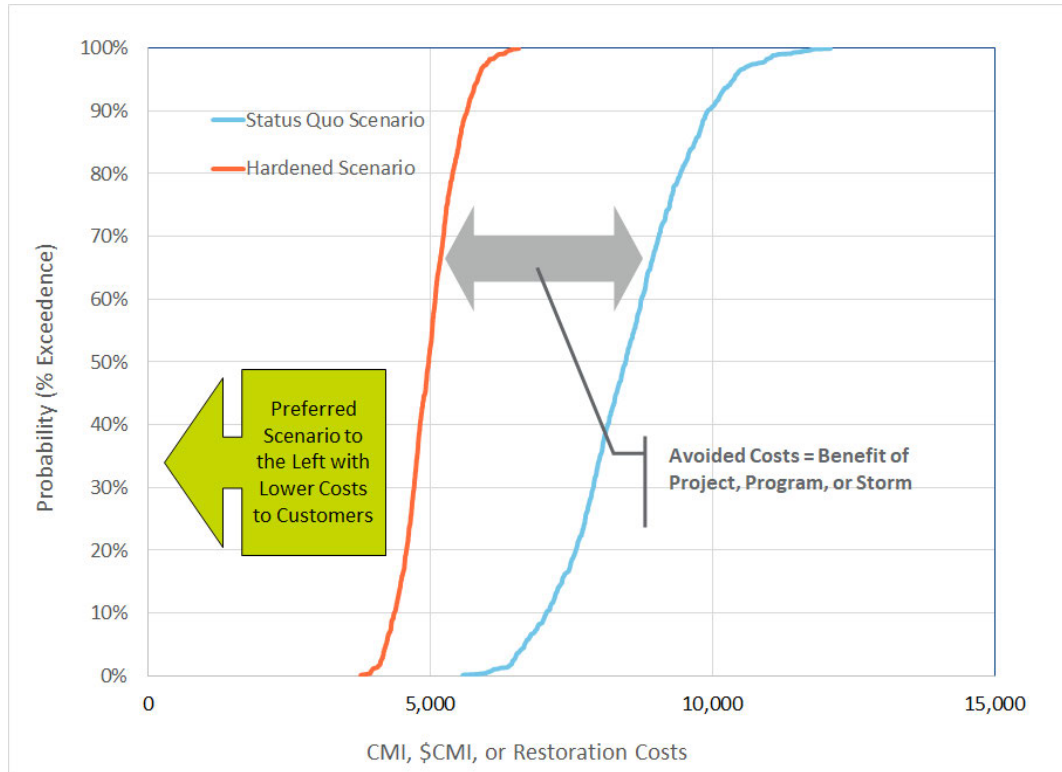 100%
90%
80%
70%
60%
50%
40%
30%
20%
10%
0%
Probability (% Exceedence)
Status Quo Scenario
Hardened Scenario
Preferred
Scenario to
the Left with
Lower Costs
to Customers
Avoided Costs = Benefit of
Project, Program, or Storm
0
5,000
10,000
15,000
CMI, $CMI, or Restoration Costs